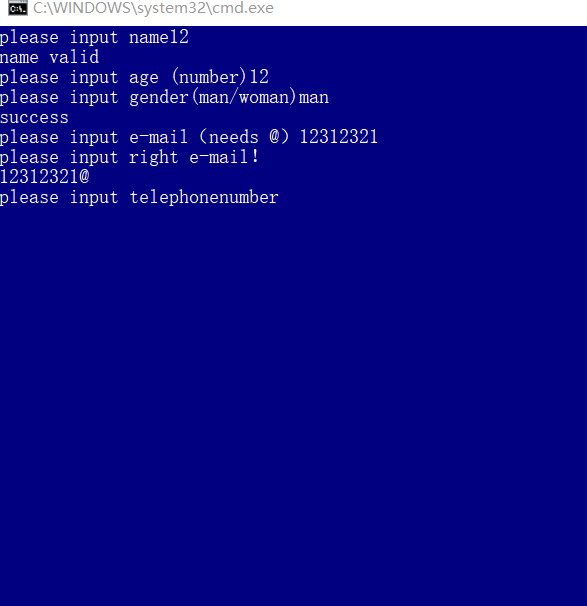 C:\WINDOWS\system32\cmd.exe
please input name12
name valid
please input age (number)12
please input gender(man/woman)man
success
please input e-mail (needs @) 12312321
please input right e-mail!
12312321@
please input telephonenumber